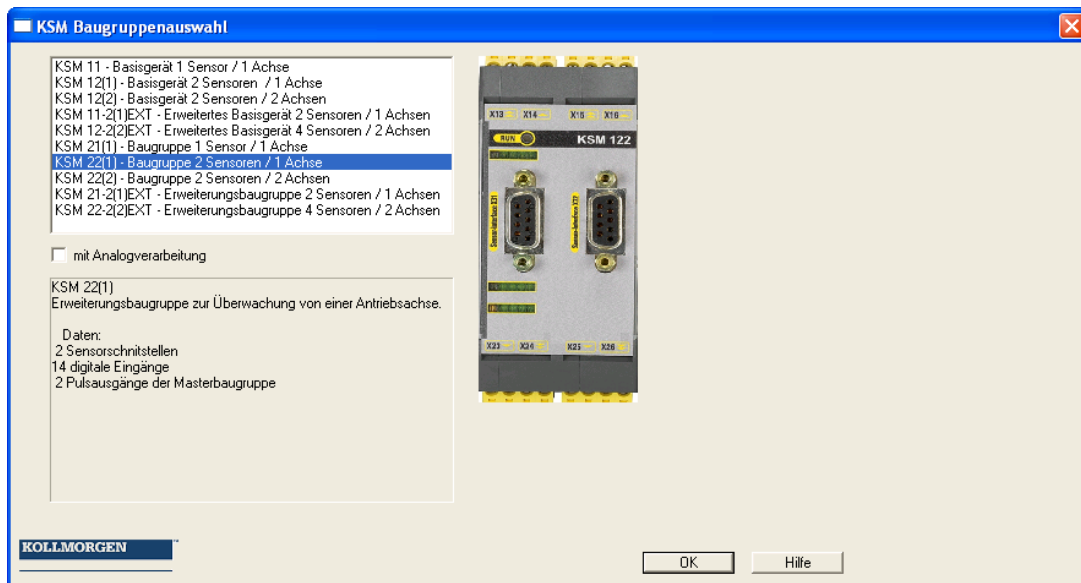 KSM Baugruppenauswahl
KSM 11 - Basisgerät 1 Sensor / 1 Achse
KSM 12(1) - Basisgerät 2 Sensoren / 1 Achse
KSM 12(2) - Basisgerät 2 Sensoren / 2 Achsen
KSM 11-2(1)EXT - Erweitertes Basisgerät 2 Sensoren / 1 Achsen
KSM 12-2(2)EXT - Erweitertes Basisgerät 4 Sensoren / 2 Achsen
KSM 21(1) - Baugruppe 1 Sensor / 1 Achse
KSM 22(1) - Baugruppe 2 Sensoren / 1 Achse
KSM 22(2) - Baugruppe 2 Sensoren / 2 Achsen
KSM 21-2(1)EXT - Erweiterungsbaugruppe 2 Sensoren / 1 Achsen
KSM 22-2(2)EXT - Erweiterungsbaugruppe 4 Sensoren / 2 Achsen
mit Analogverarbeitung
KSM 22(1)
Erweiterungsbaugruppe zur Überwachung von einer Antriebsachse.
Daten:
2 Sensorschnitstellen
14 digitale Eingänge
2 Pulsausgänge der Masterbaugruppe
X13 X14 X15 X16
RUN KSM 122
Sensor-Interface X21
Sensor-Interface X22
X23 X24 X25 X26
KOLLMORGEN
OK Hilfe